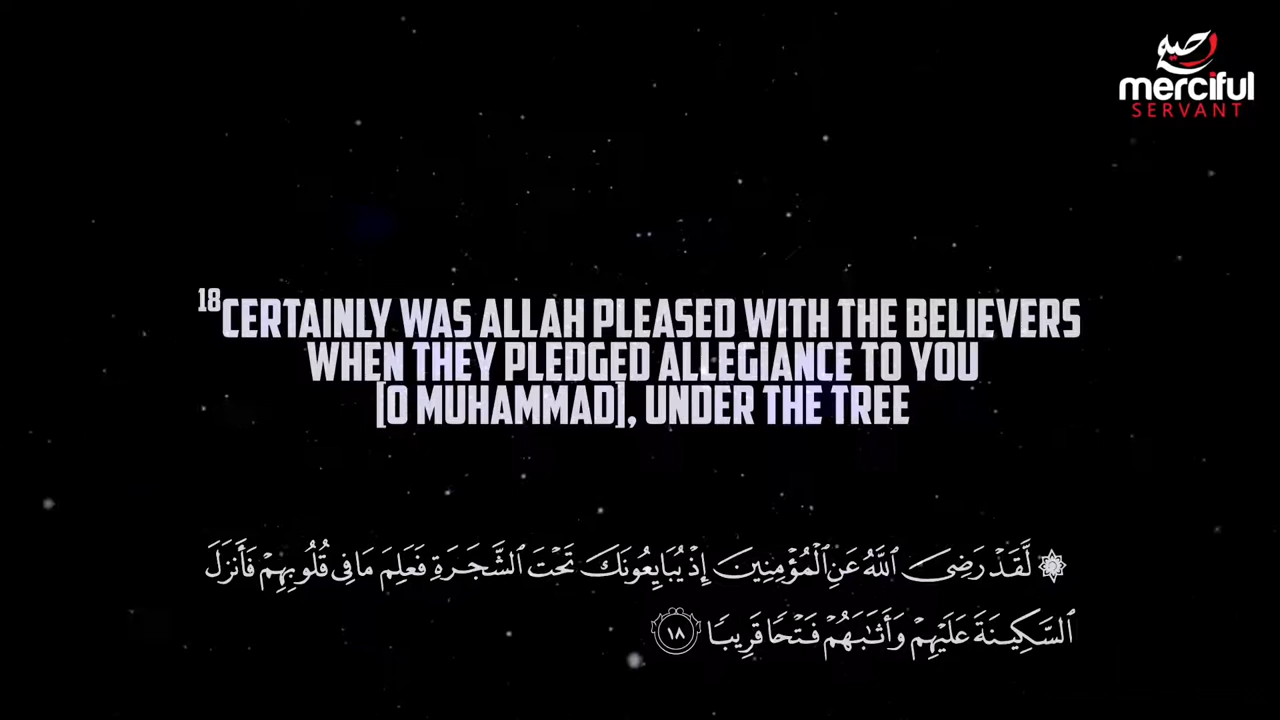 merciful
SERVANT
18CERTAINLY WAS ALLAH PLEASED WITH THE BELIEVERS
WHEN THEY PLEDGED ALLEGIANCE TO YOU
[O MUHAMMAD], UNDER THE TREE
۞ لَّقَدْ رَضِىَ ٱللَّهُ عَنِ ٱلْمُؤْمِنِينَ إِذْ يُبَايِعُونَكَ تَحْتَ ٱلشَّجَرَةِ فَعَلِمَ مَا فِى قُلُوبِهِمْ فَأَنزَلَ
ٱلسَّكِينَةَ عَلَيْهِمْ وَأَثَٰبَهُمْ فَتْحًا قَرِيبًا ١٨